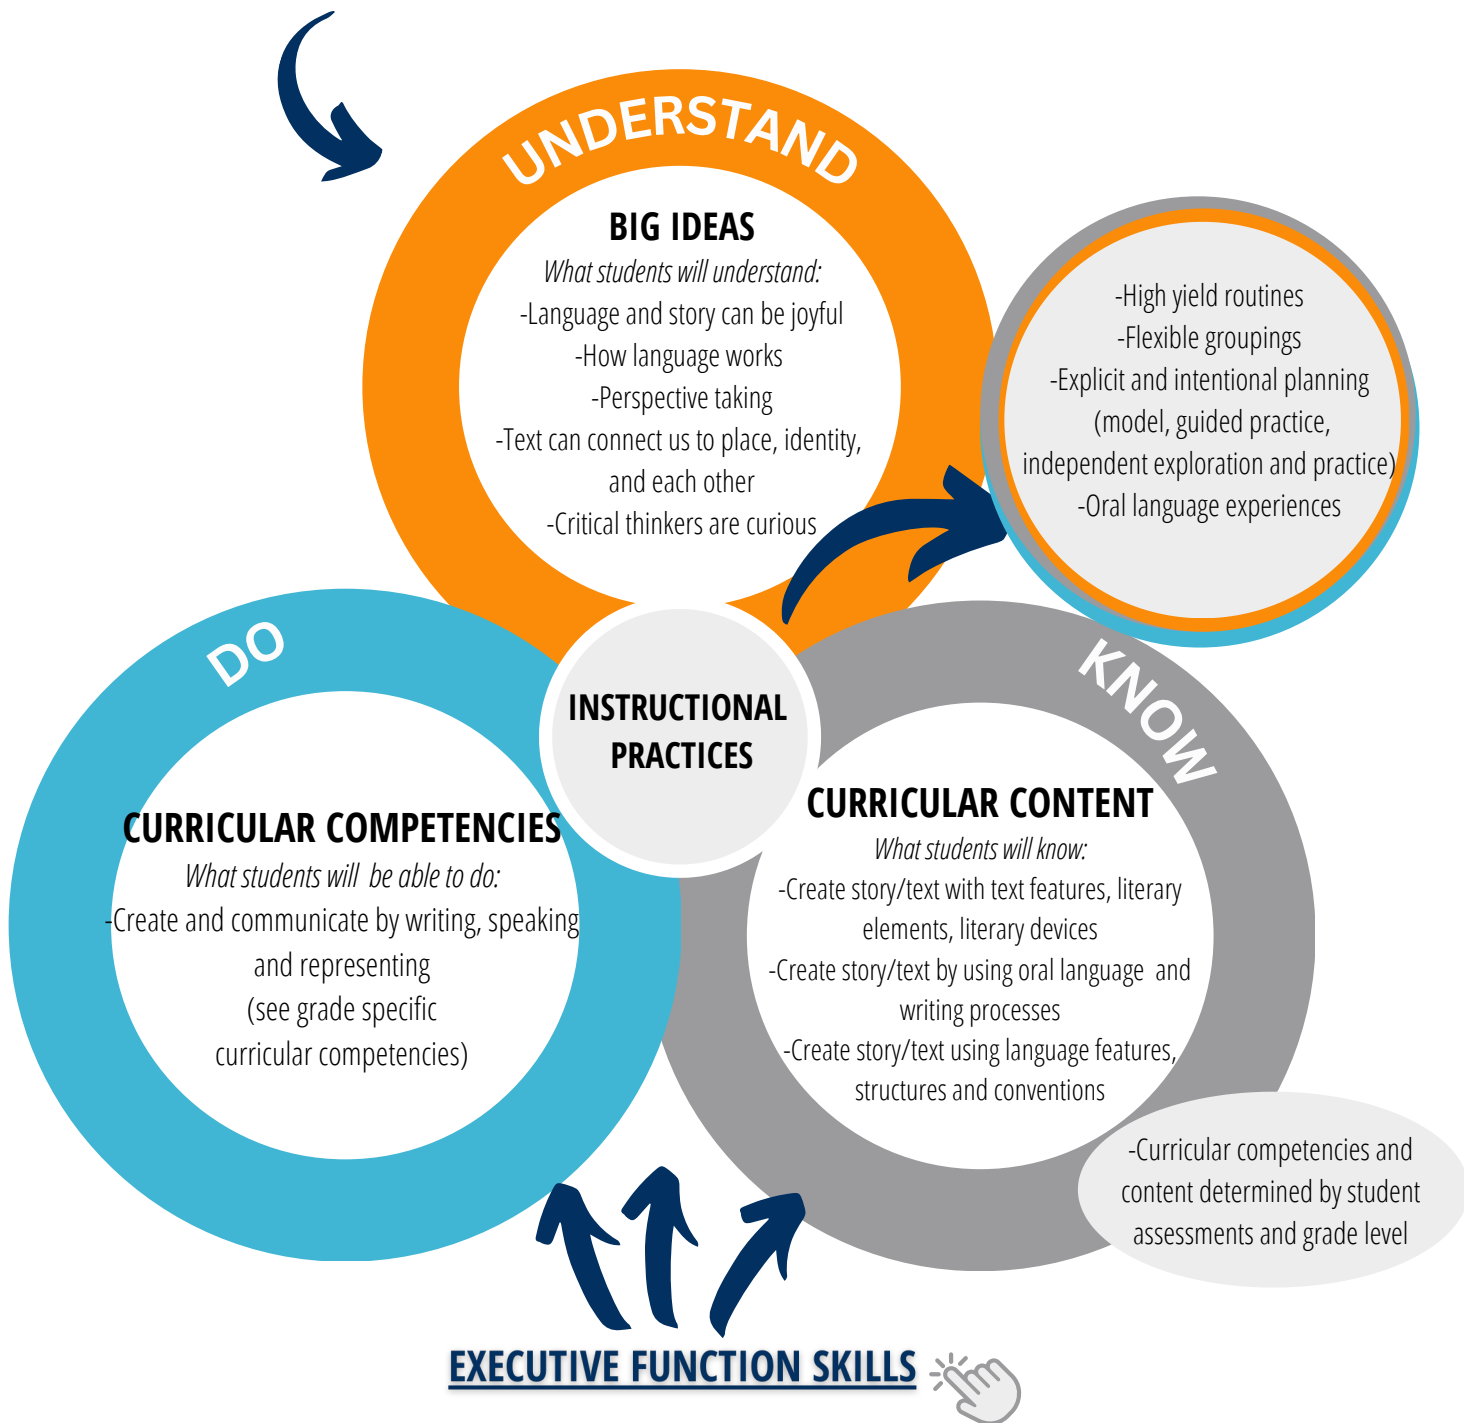 UNDERSTAND
BIG IDEAS
What students will understand:
-Language and story can be joyful
-How language works
-Perspective taking
-Text can connect us to place, identity,
and each other
-Critical thinkers are curious
-High yield routines
-Flexible groupings
-Explicit and intentional planning
(model, guided practice,
independent exploration and practice)
-Oral language experiences
INSTRUCTIONAL
PRACTICES
DO
CURRICULAR COMPETENCIES
What students will be able to do:
-Create and communicate by writing, speaking
and representing
(see grade specific
curricular competencies)
KNOW
CURRICULAR CONTENT
What students will know:
-Create story/text with text features, literary
elements, literary devices
-Create story/text by using oral language and
writing processes
-Create story/text using language features,
structures and conventions
-Curricular competencies and
content determined by student
assessments and grade level
EXECUTIVE FUNCTION SKILLS